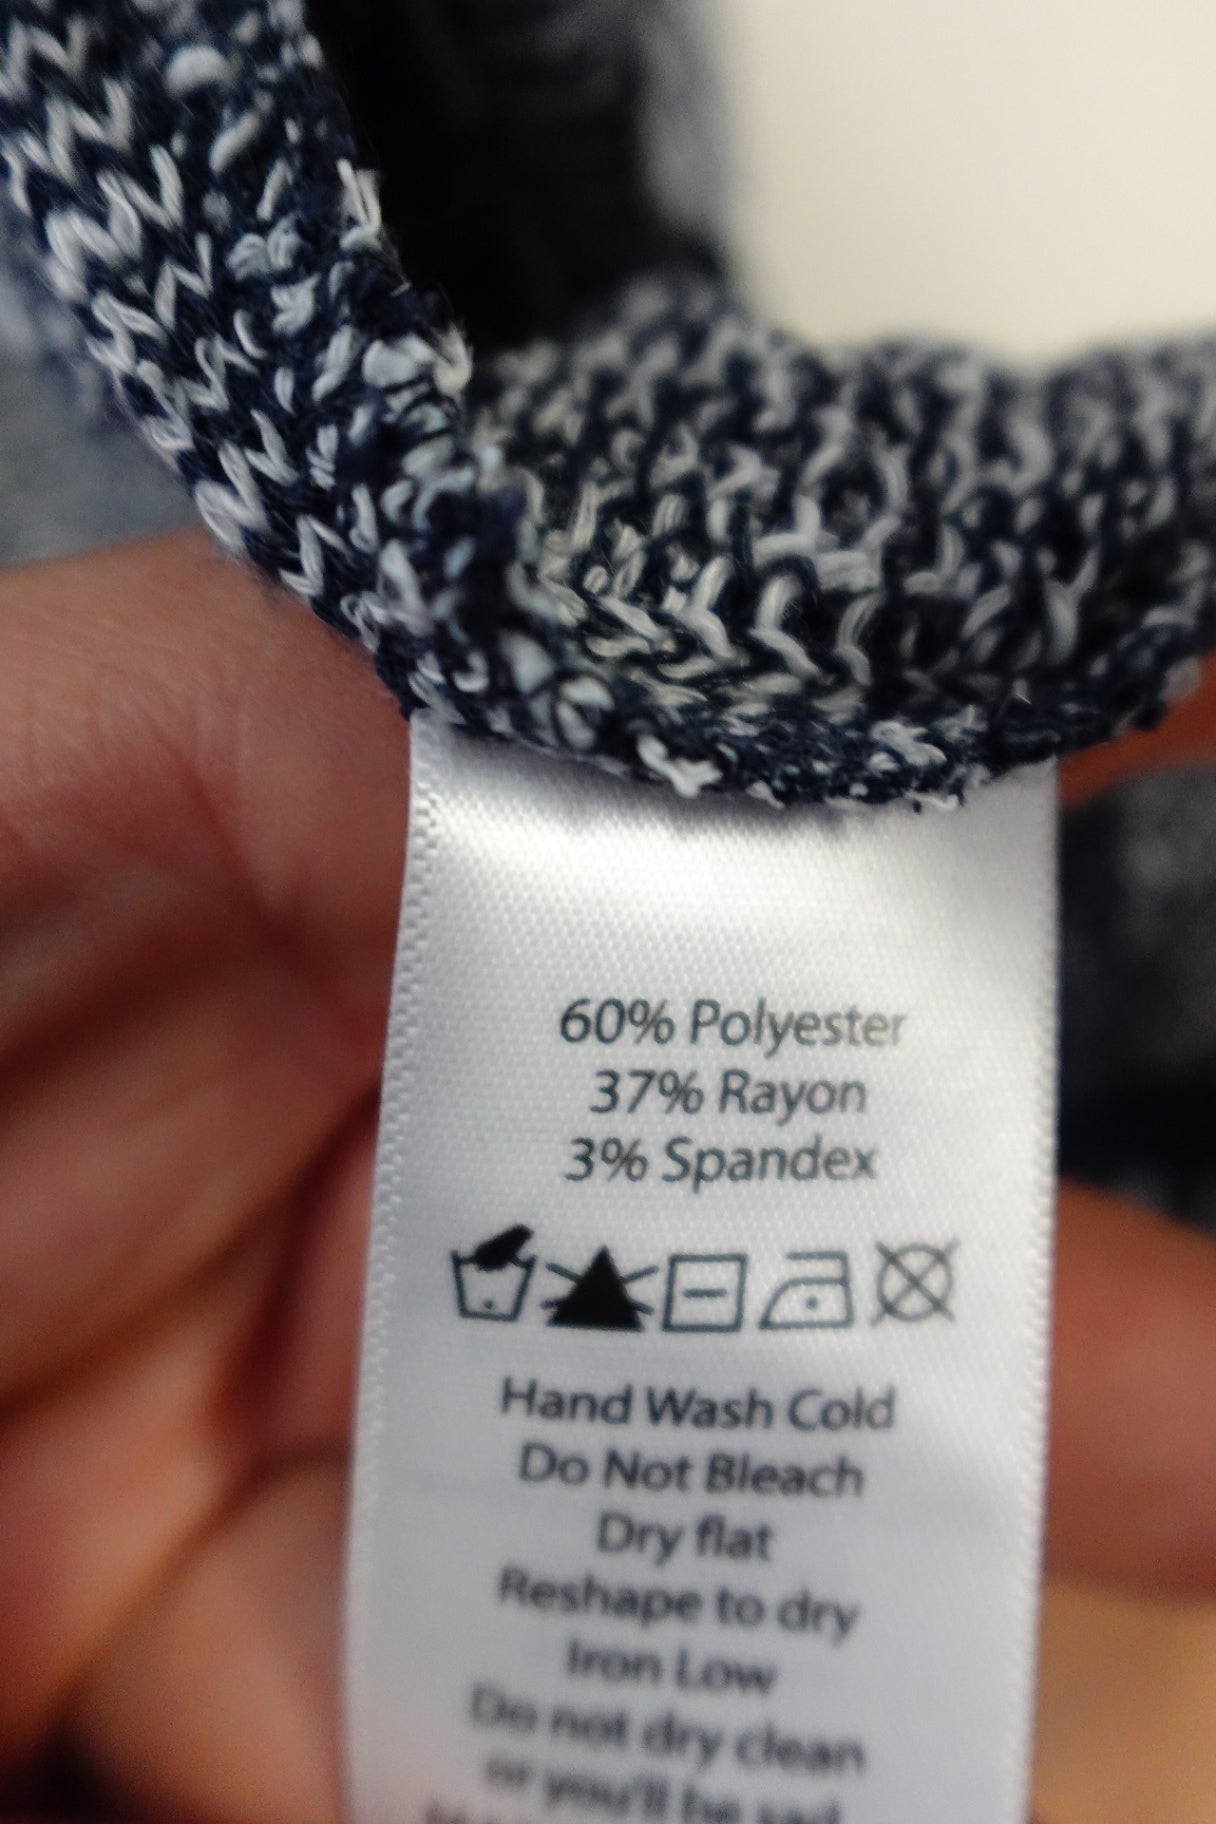 60% Polyester
37% Rayon
3% Spandex
Hand Wash Cold
Do Not Bleach
Dry flat
Reshape to dry
Iron Low
Do not dry clean
or you'll be sad